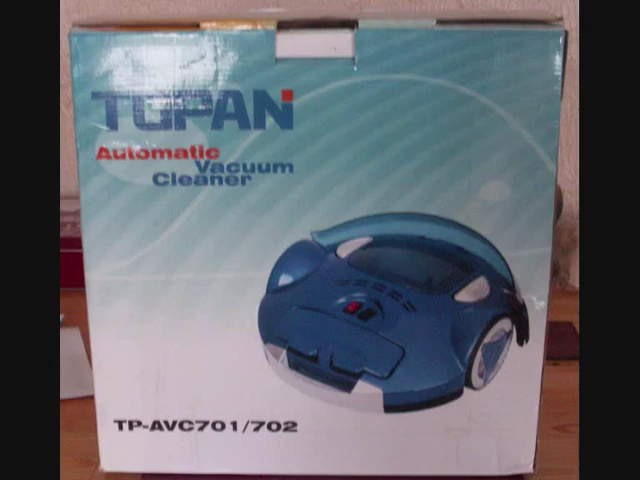 TOPAN
Automatic
Vacuum
Cleaner
TP-AVC701/702